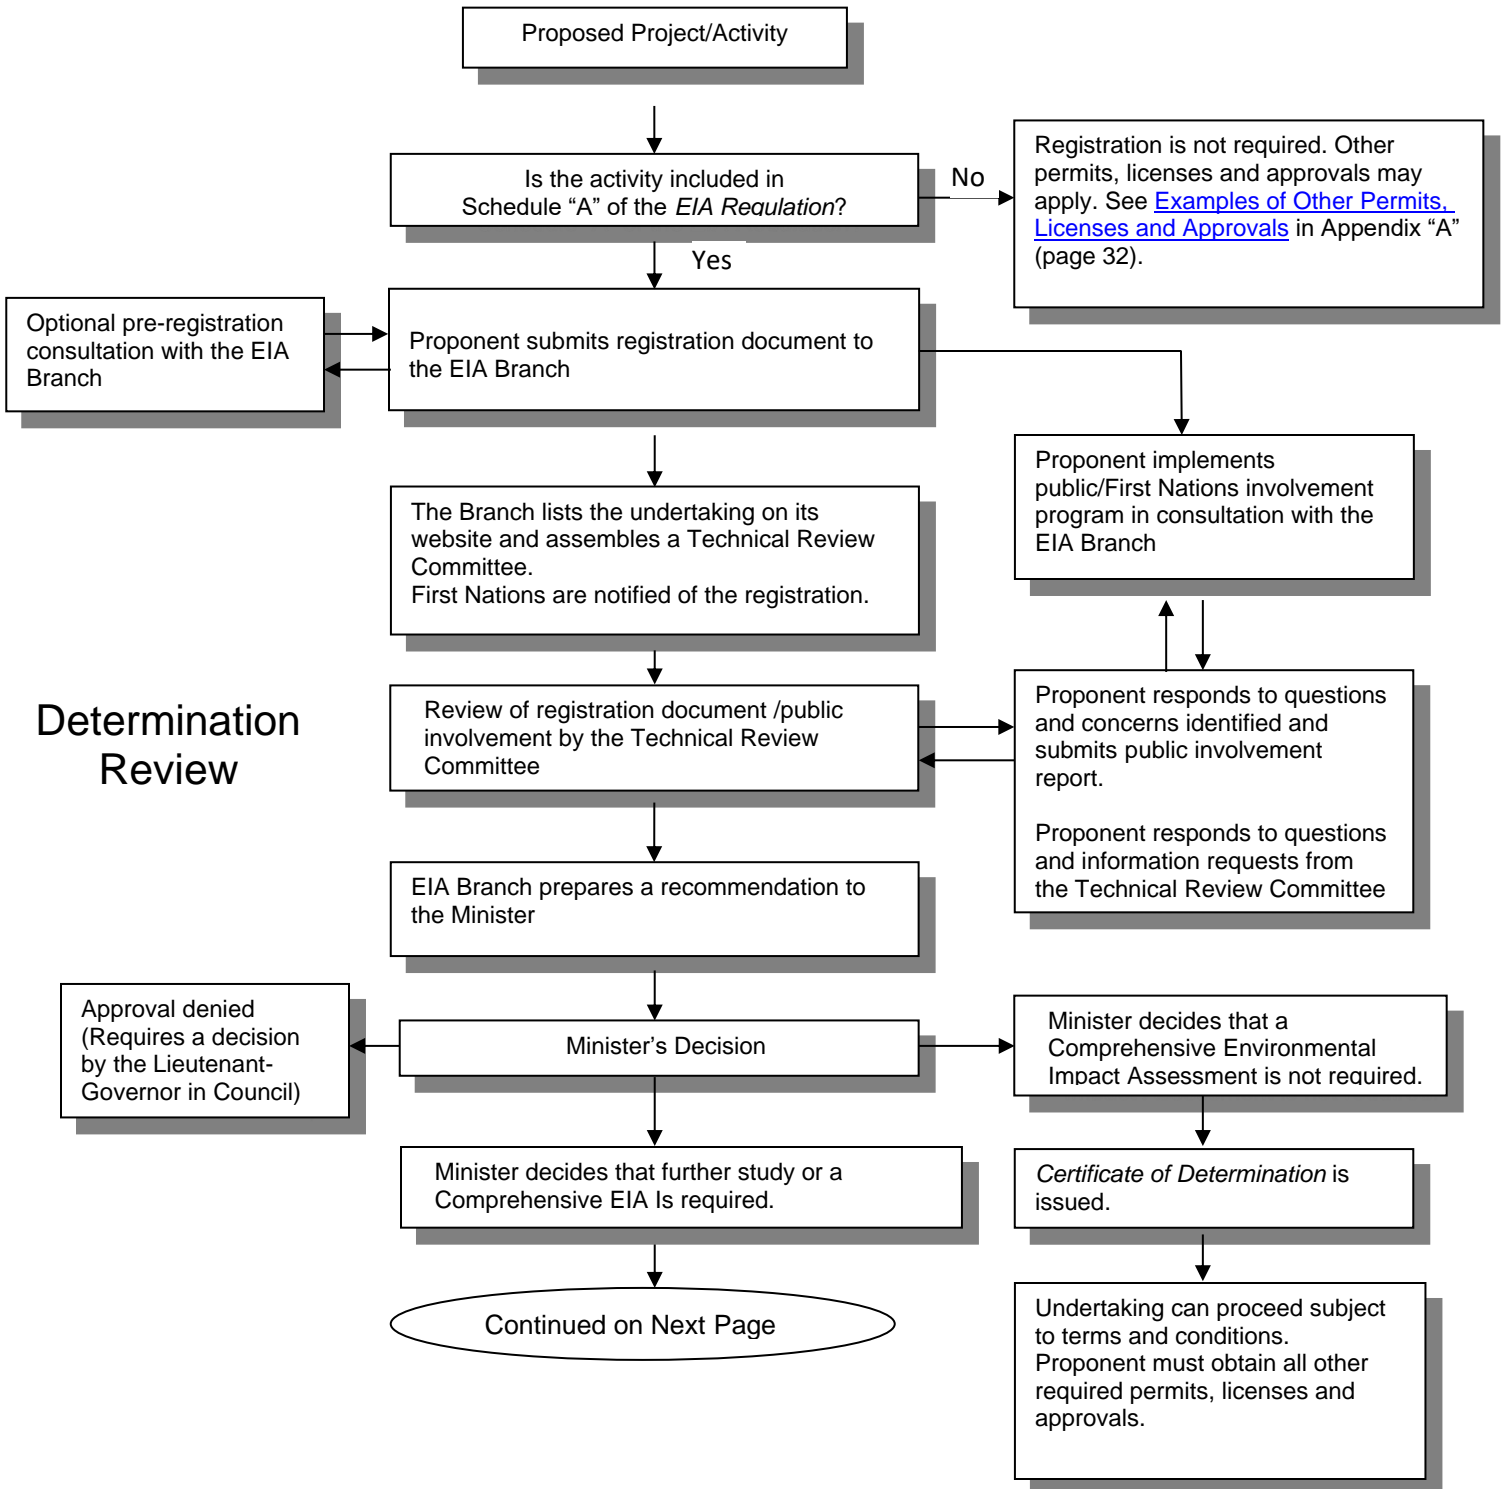 Proposed Project/Activity
Is the activity included in
Schedule “A” of the EIA Regulation?
No
Registration is not required. Other
permits, licenses and approvals may
apply. See Examples of Other Permits,
Licenses and Approvals in Appendix “A”
(page 32).
Yes
Optional pre-registration
consultation with the EIA
Branch
Proponent submits registration document to
the EIA Branch
Proponent implements
public/First Nations involvement
program in consultation with the
EIA Branch
The Branch lists the undertaking on its
website and assembles a Technical Review
Committee.
First Nations are notified of the registration.
Determination
Review
Review of registration document /public
involvement by the Technical Review
Committee
Proponent responds to questions
and concerns identified and
submits public involvement
report.
Proponent responds to questions
and information requests from
the Technical Review Committee
EIA Branch prepares a recommendation to
the Minister
Approval denied
(Requires a decision
by the Lieutenant-
Governor in Council)
Minister’s Decision
Minister decides that a
Comprehensive Environmental
Impact Assessment is not required.
Minister decides that further study or a
Comprehensive EIA Is required.
Certificate of Determination is
issued.
Continued on Next Page
Undertaking can proceed subject
to terms and conditions.
Proponent must obtain all other
required permits, licenses and
approvals.